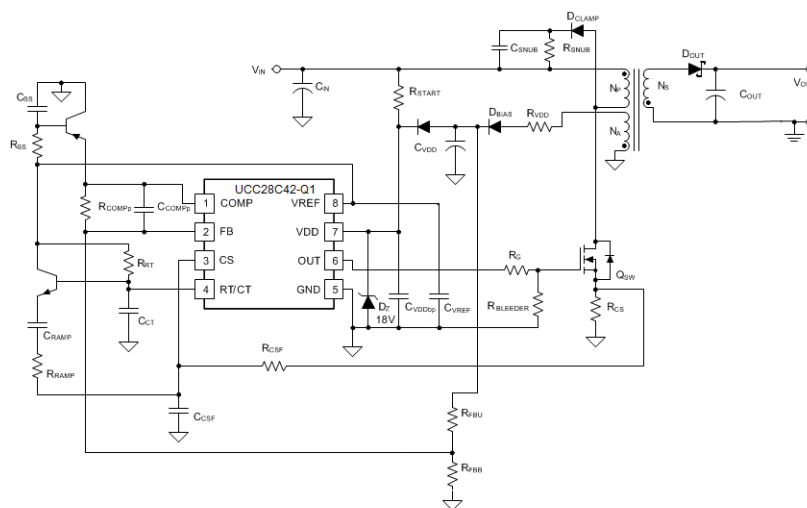 DCLAMP
CSNUB
RSNUB
VIN
CIN
RSTART
NP
NS
DOUT
COUT
CSS
DBIAS
RVDD
NA
CVDD
RSS
UCC28C42-Q1
RCOMPp
CCOMPp
1 COMP VREF 8
2 FB VDD 7
3 CS OUT 6
4 RT/CT GND 5
RRT
RG
QSW
DZ
18V
CVDDbp
CVREF
RBLEEDER
RCS
CCT
CRAMP
RCSF
RRAMP
CCSF
RFBU
RFBB